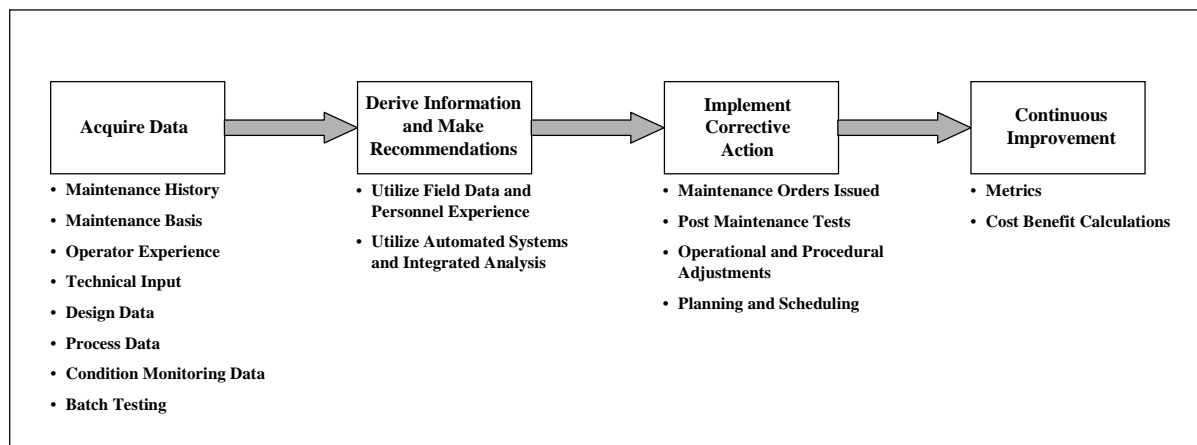 Acquire Data
• Maintenance History
• Maintenance Basis
• Operator Experience
• Technical Input
• Design Data
• Process Data
• Condition Monitoring Data
• Batch Testing
Derive Information
and Make
Recommendations
• Utilize Field Data and
Personnel Experience
• Utilize Automated Systems
and Integrated Analysis
Implement
Corrective
Action
• Maintenance Orders Issued
• Post Maintenance Tests
• Operational and Procedural
Adjustments
• Planning and Scheduling
Continuous
Improvement
• Metrics
• Cost Benefit Calculations